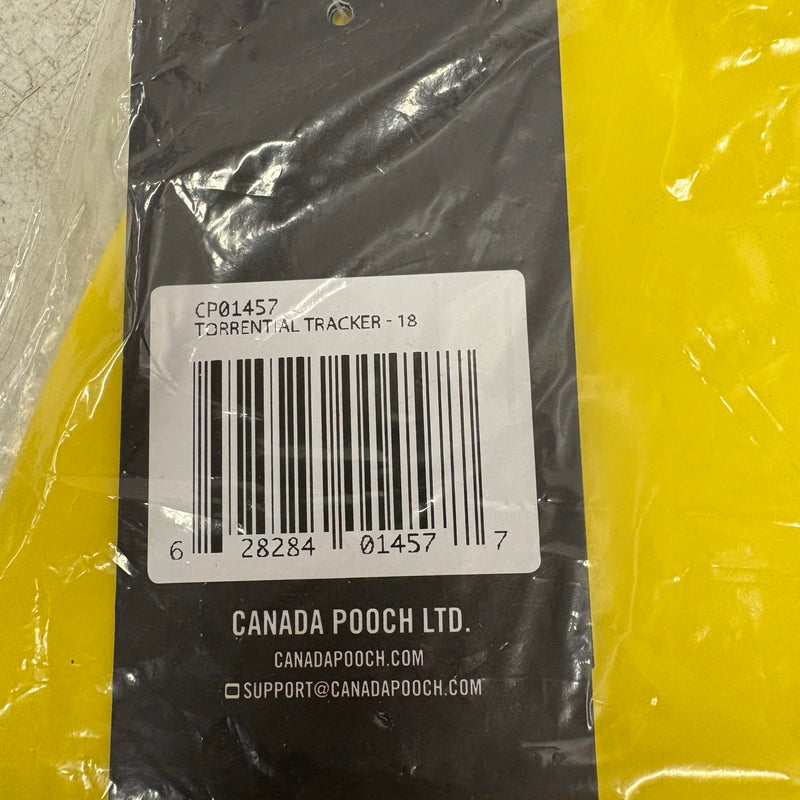 CP01457
TORRENTIAL TRACKER - 18
6 28284 01457 7
CANADA POOCH LTD.
CANADAPOOCH.COM
SUPPORT@CANADAPOOCH.COM